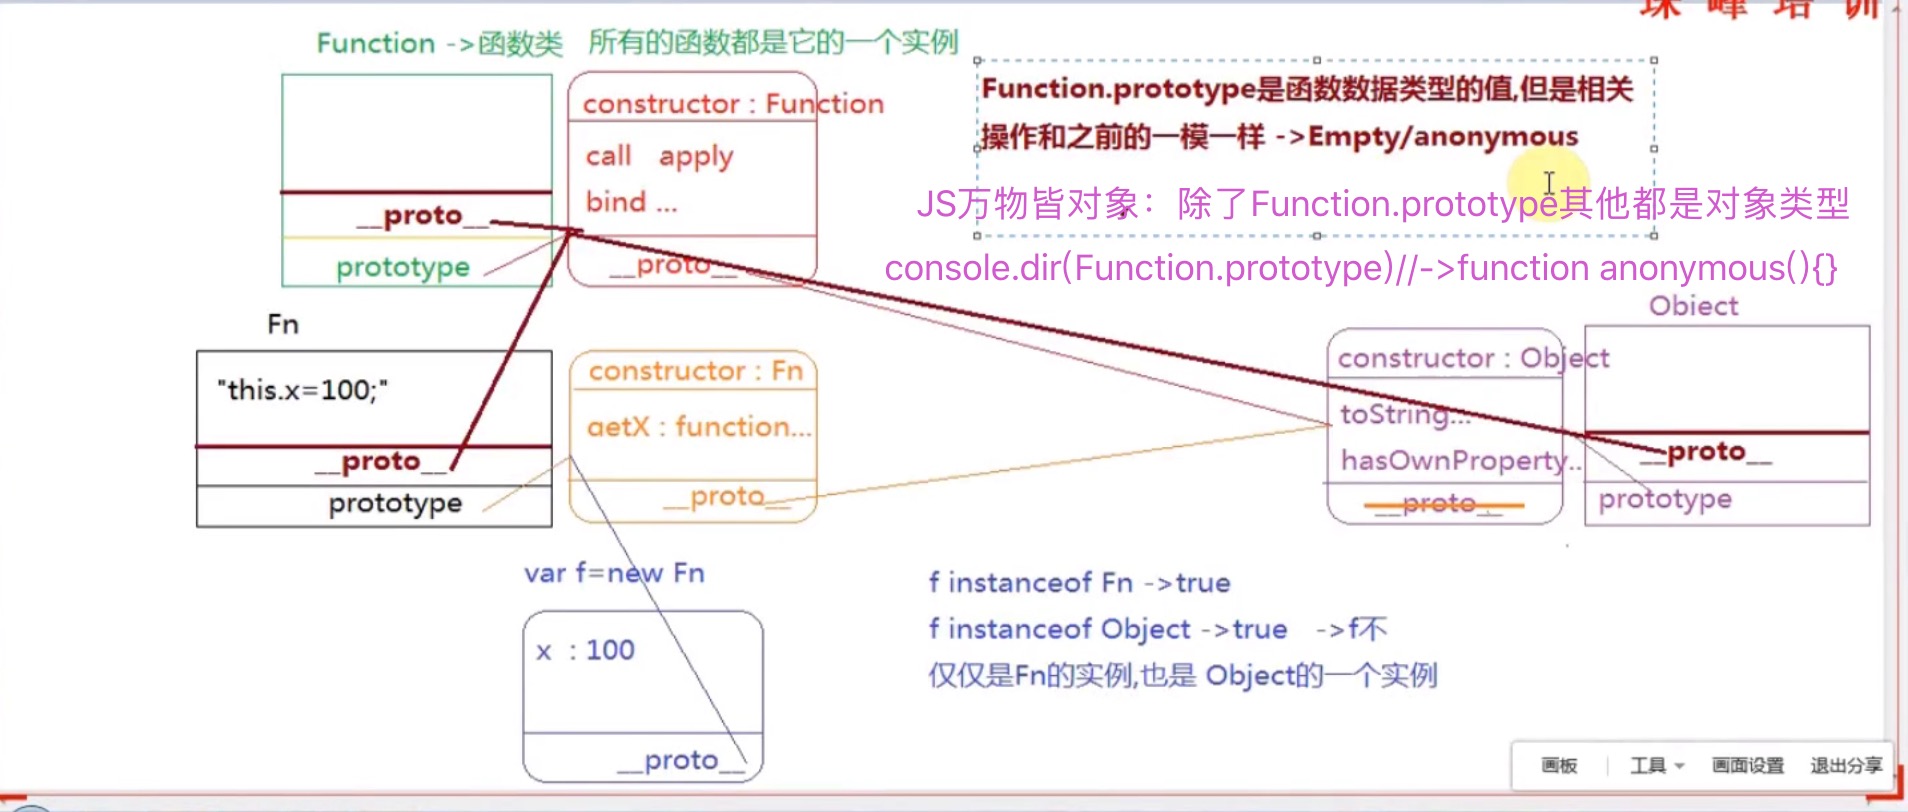 珠峰培训
Function ->函数类 所有的函数都是它的一个实例
constructor : Function
call apply
bind ...
__proto__
__proto__
prototype
Function.prototype是函数数据类型的值,但是相关
操作和之前的一模一样 ->Empty/anonymous
JS万物皆对象：除了Function.prototype其他都是对象类型
console.dir(Function.prototype)//->function anonymous(){}
Fn
"this.x=100;"
__proto__
prototype
constructor : Fn
getX : function...
__proto__
Object
constructor : Object
toString...
hasOwnProperty..
__proto__
__proto__
prototype
var f=new Fn
x : 100
__proto__
f instanceof Fn ->true
f instanceof Object ->true ->f不
仅仅是Fn的实例,也是 Object的一个实例
画板 工具 画面设置 退出分享